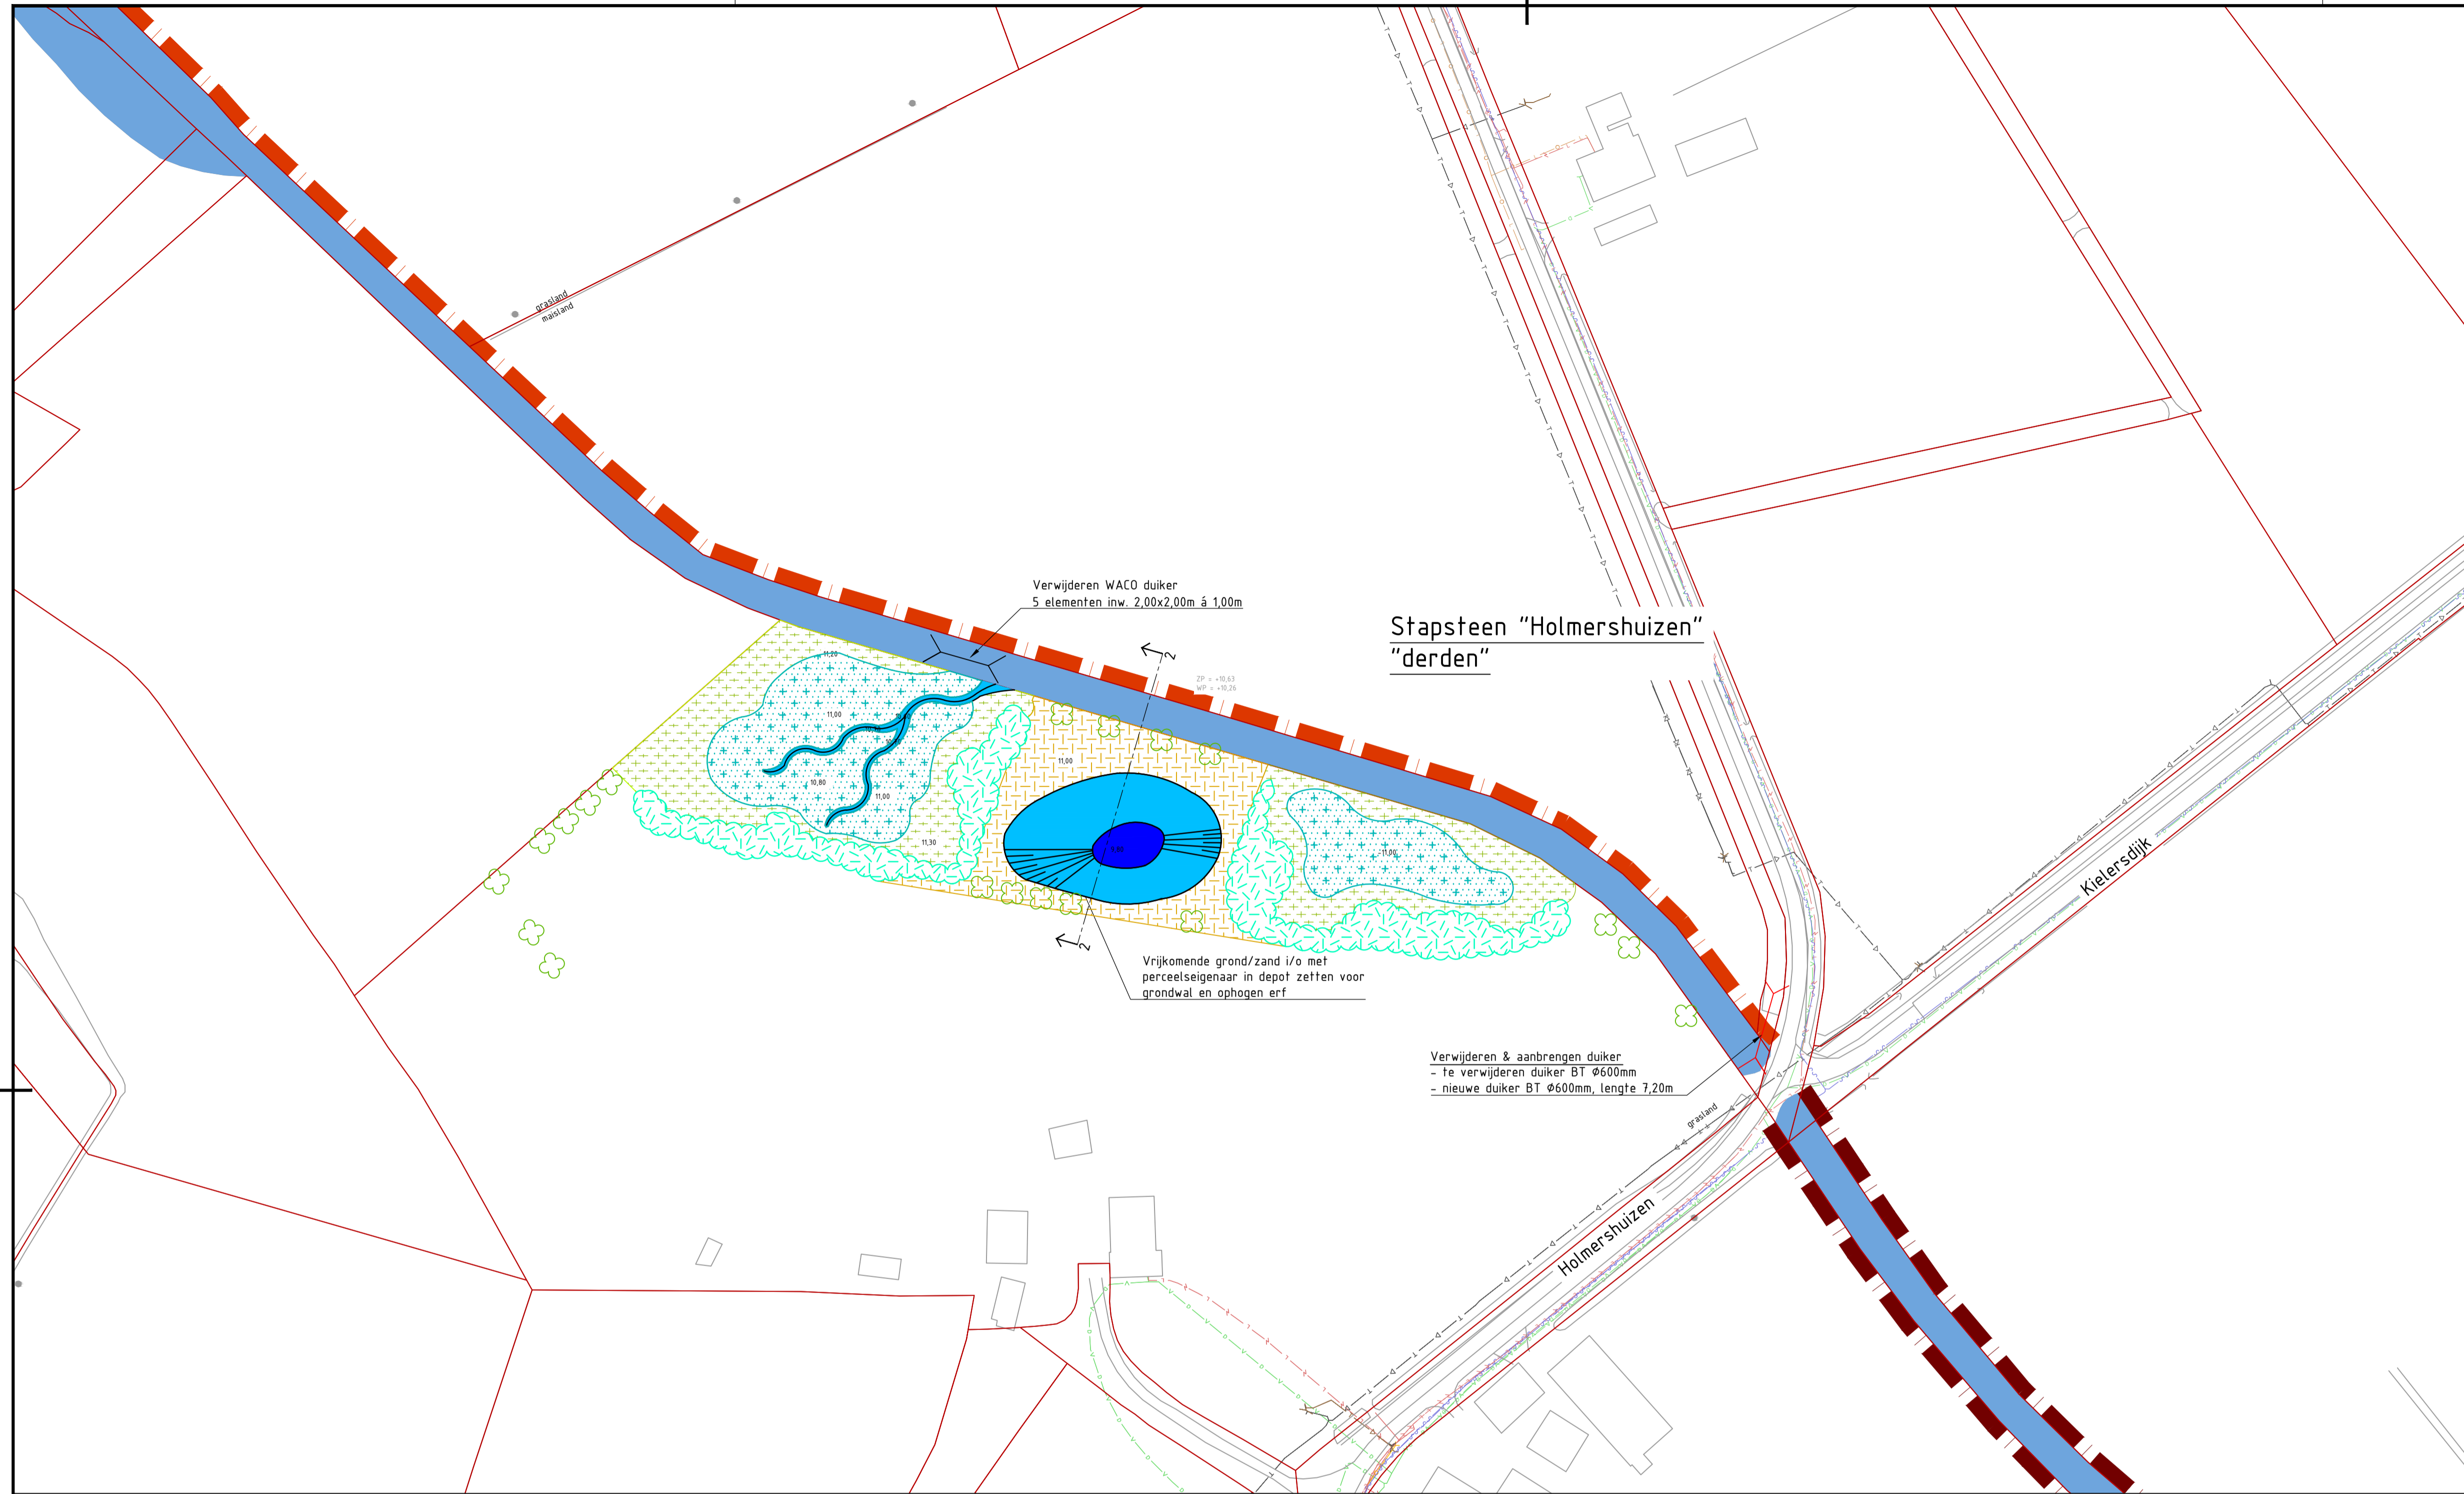 grasland
maisland
Verwijderen WACO duiker
5 elementen inw. 2,00x2,00m á 1,00m
Stapsteen "Holmershuizen"
"derden"
2
ZP = +10,63
WP = +10,26
11,20
11,00
11,00
10,80
11,00
11,30
11,00
2
Vrijkomende grond/zand i/o met
perceelseigenaar in depot zetten voor
grondwal en ophogen erf
Kielersdijk
Verwijderen & aanbrengen duiker
- te verwijderen duiker BT Ø600mm
- nieuwe duiker BT Ø600mm, lengte 7,20m
grasland
Holmershuizen